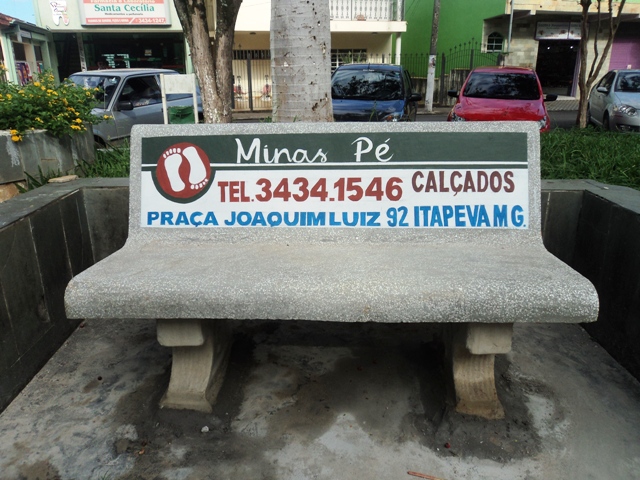 Santa Cecília
Minas Pé
TEL.3434.1546 CALÇADOS
PRAÇA JOAQUIM LUIZ 92 ITAPEVA M G.